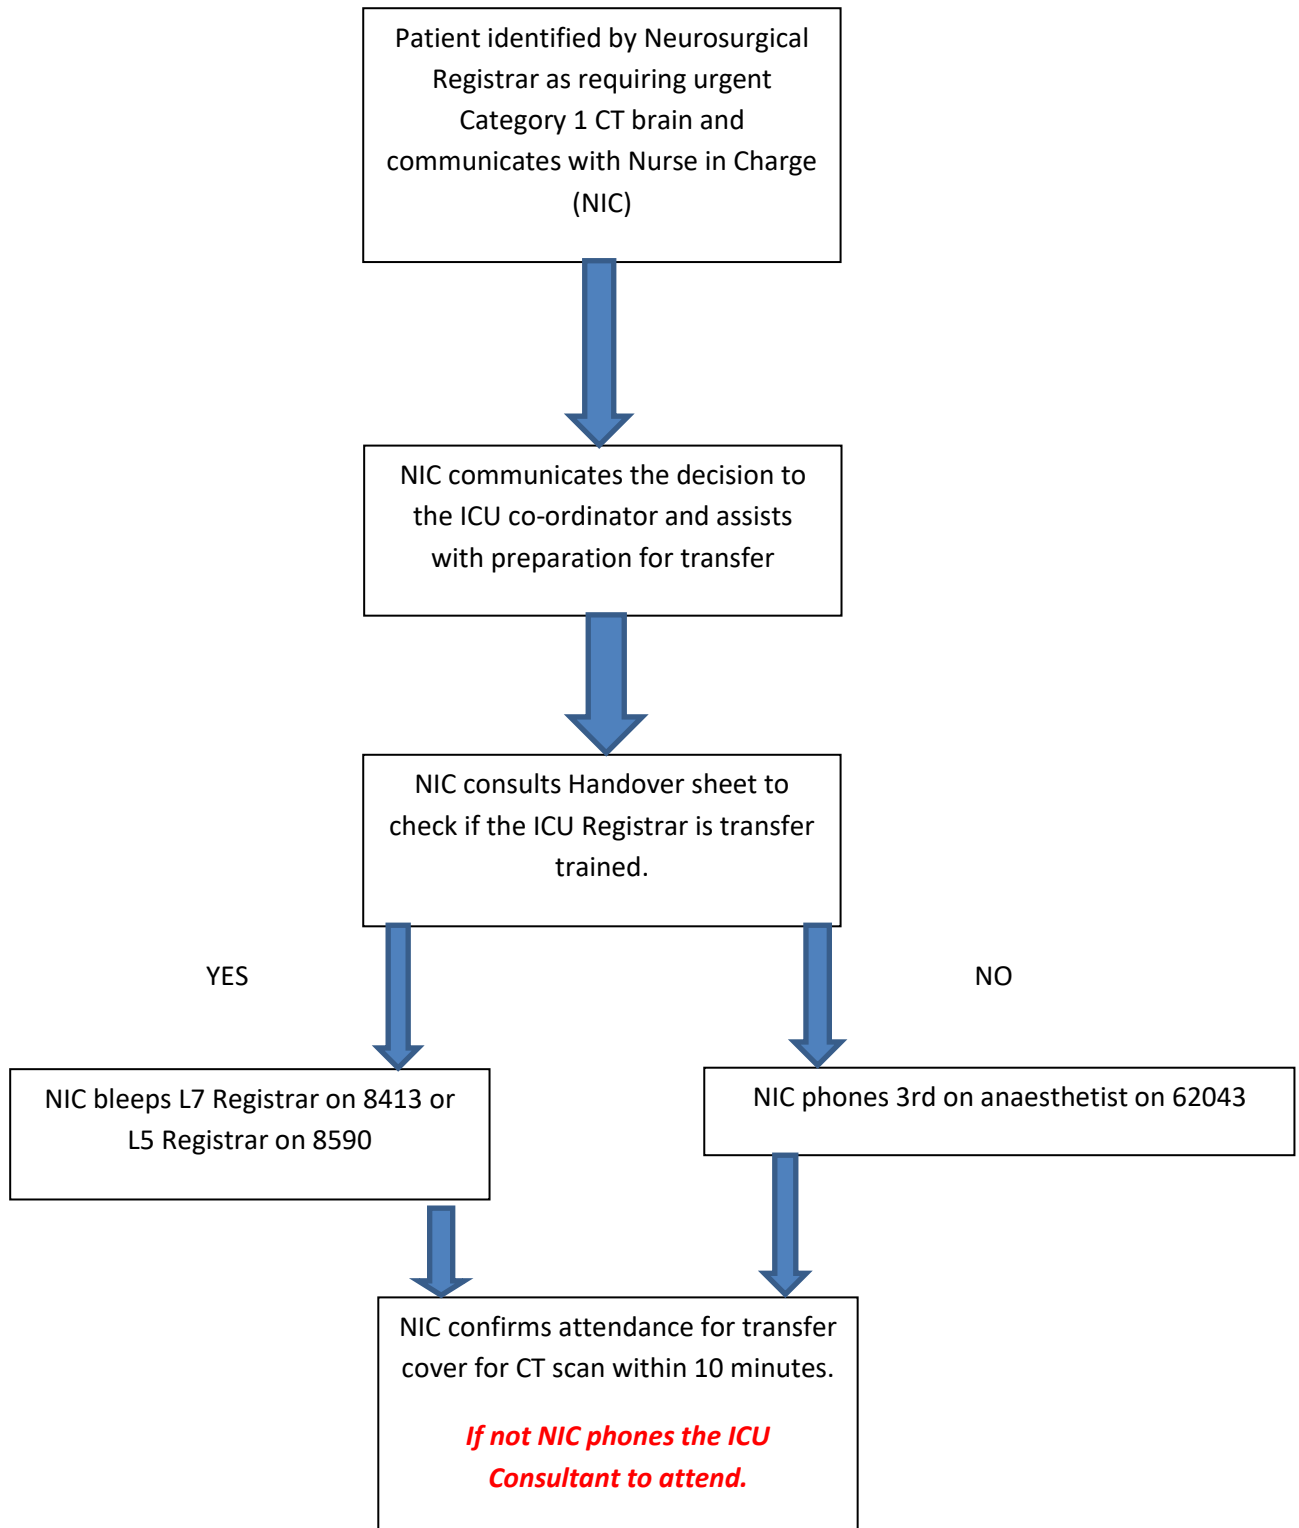 Patient identified by Neurosurgical
Registrar as requiring urgent
Category 1 CT brain and
communicates with Nurse in Charge
(NIC)
NIC communicates the decision to
the ICU co-ordinator and assists
with preparation for transfer
NIC consults Handover sheet to
check if the ICU Registrar is transfer
trained.
YES
NO
NIC bleeps L7 Registrar on 8413 or
L5 Registrar on 8590
NIC phones 3rd on anaesthetist on 62043
NIC confirms attendance for transfer
cover for CT scan within 10 minutes.
If not NIC phones the ICU
Consultant to attend.